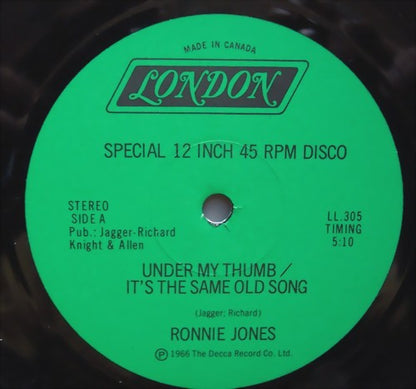 MADE IN CANADA
LONDON
SPECIAL 12 INCH 45 RPM DISCO
STEREO
SIDE A
Pub.: Jagger-Richard
Knight & Allen
LL.305
TIMING
5:10
UNDER MY THUMB /
IT'S THE SAME OLD SONG
(Jagger; Richard)
RONNIE JONES
Ⓟ 1966 The Decca Record Co. Ltd.